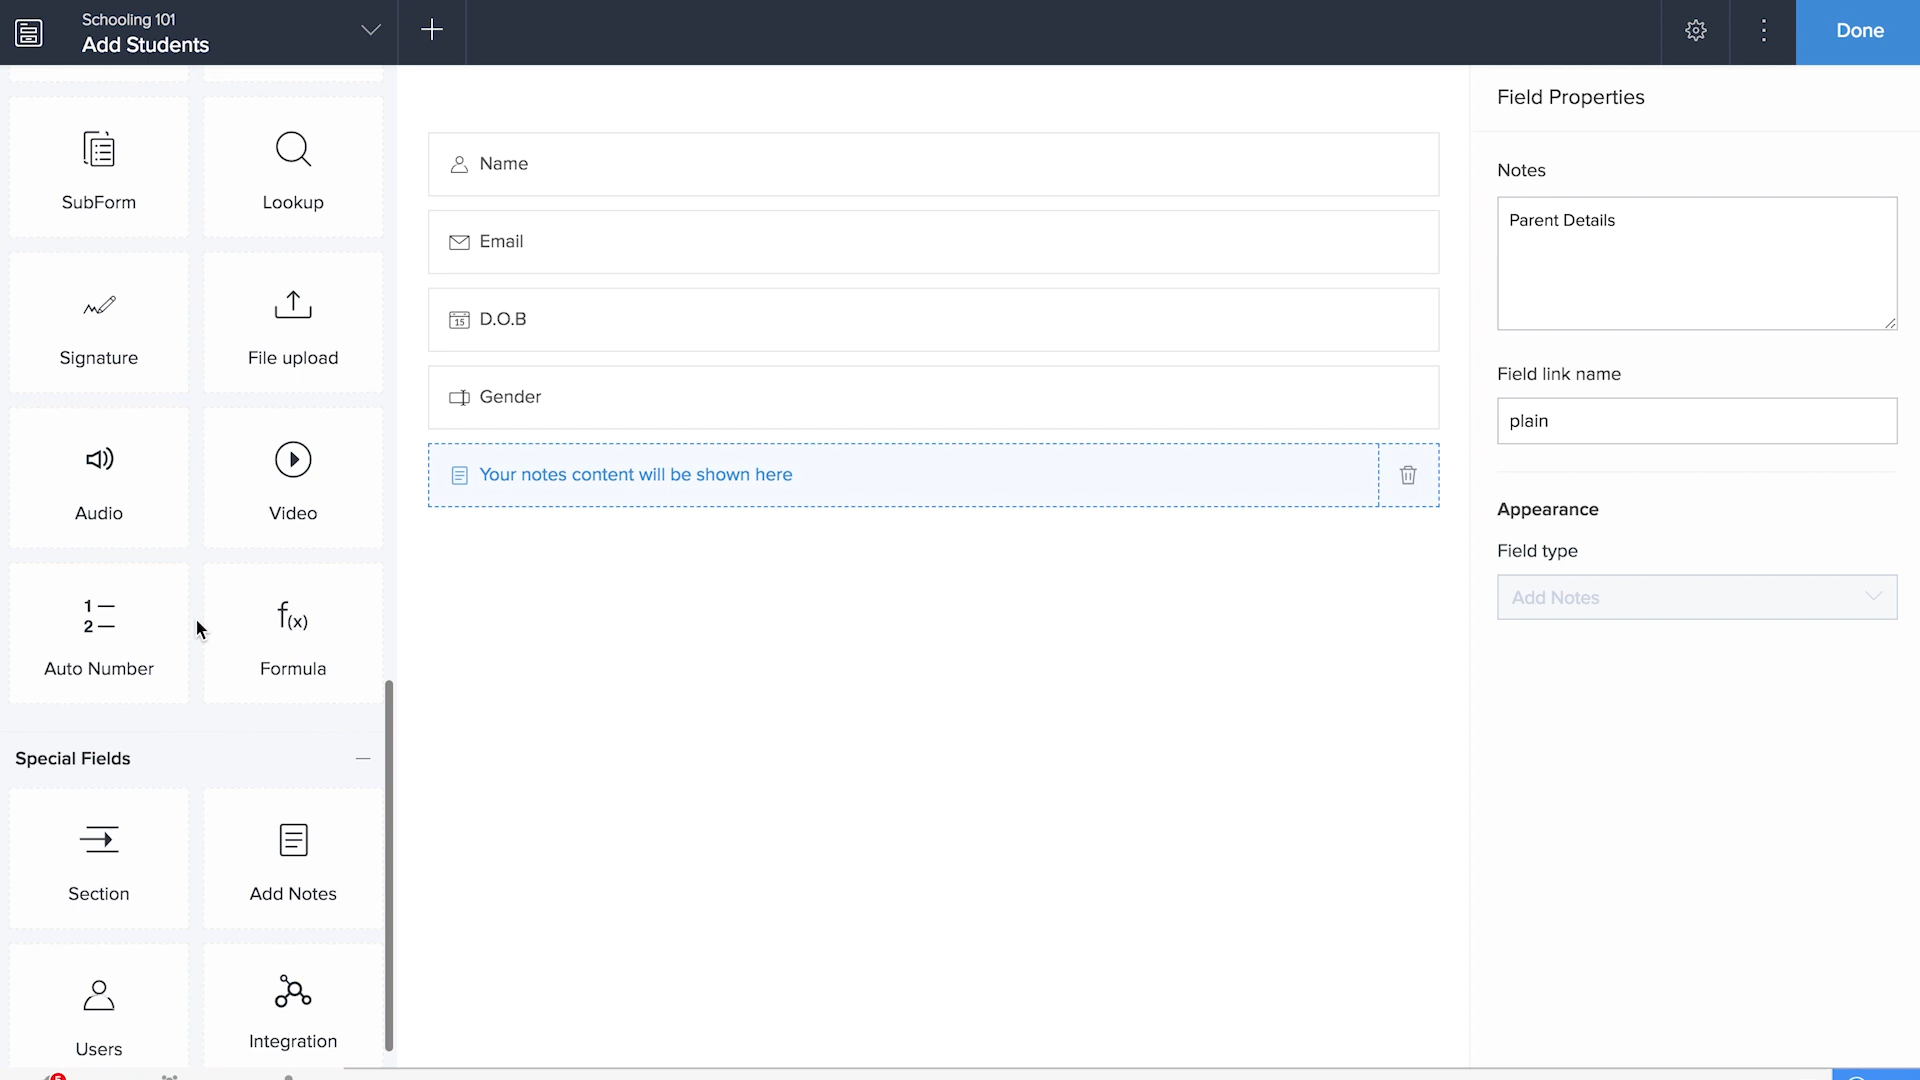 Schooling 101
Add Students
Done
SubForm
Lookup
Signature
File upload
Audio
Video
1
2
Auto Number
f(x)
Formula
Special Fields
Section
Add Notes
Users
Integration
5
Name
Email
15
D.O.B
Gender
Your notes content will be shown here
Field Properties
Notes
Parent Details
Field link name
plain
Appearance
Field type
Add Notes